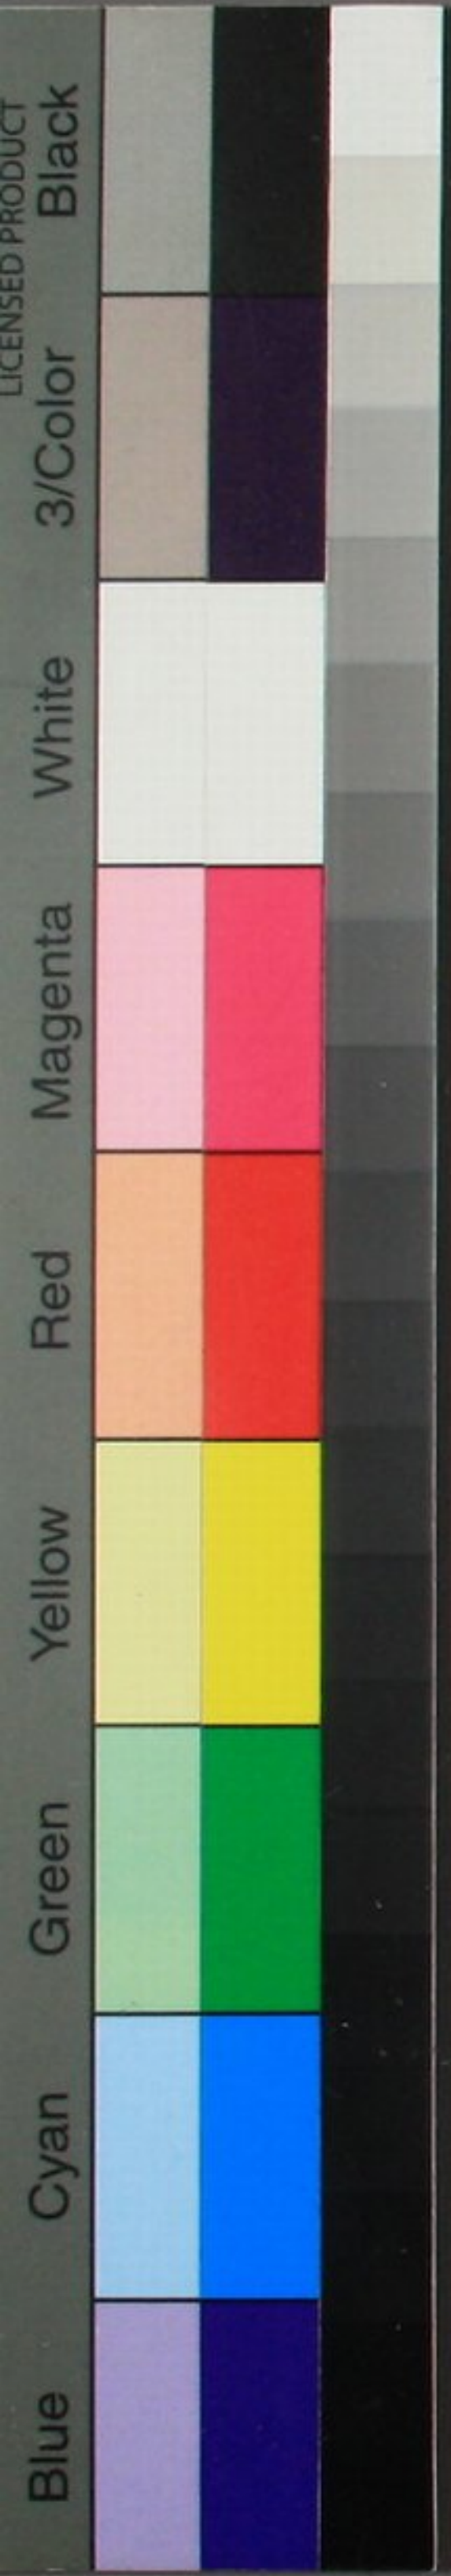 LICENSED PRODUCT
Black
3/Color
White
Magenta
Red
Yellow
Green
Cyan
Blue